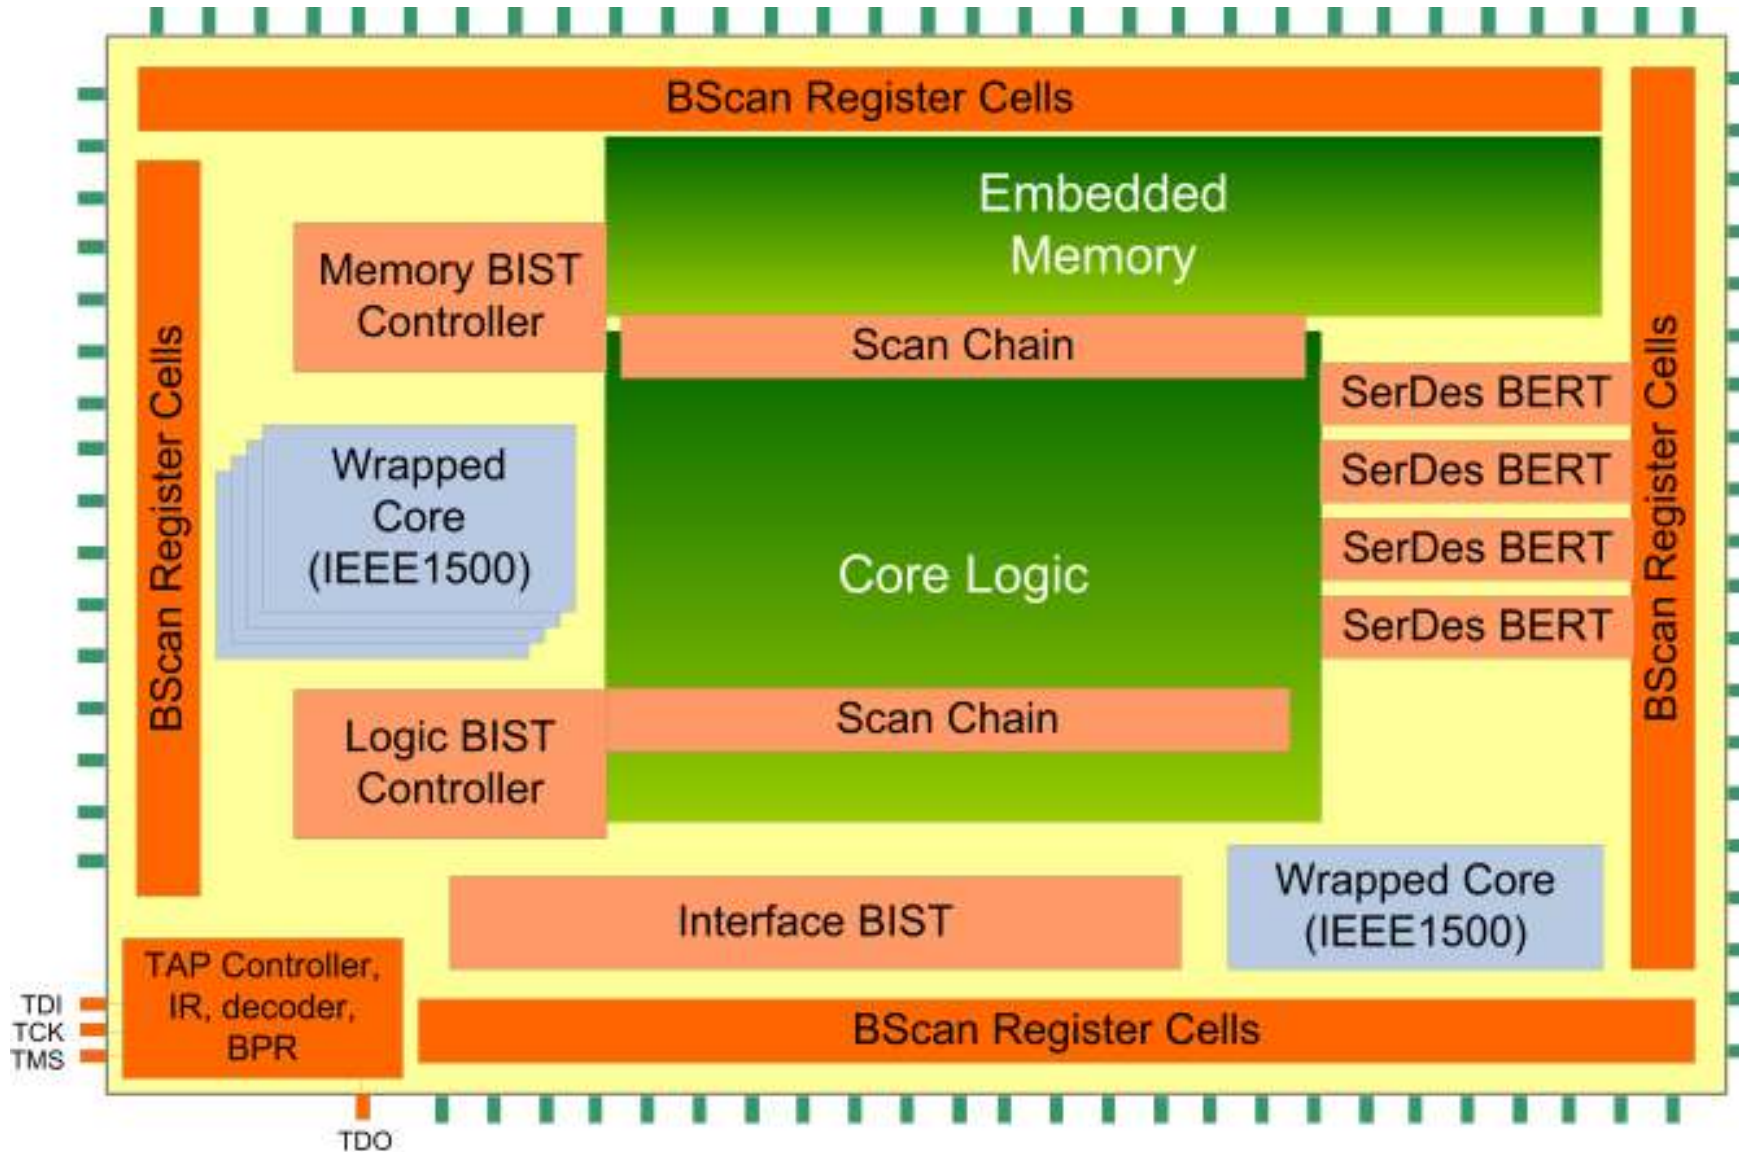 BScan Register Cells
Embedded
Memory
Memory BIST
Controller
Scan Chain
BScan Register Cells
SerDes BERT
SerDes BERT
SerDes BERT
SerDes BERT
BScan Register Cells
Wrapped
Core
(IEEE1500)
Core Logic
Logic BIST
Controller
Scan Chain
Interface BIST
Wrapped Core
(IEEE1500)
TAP Controller,
IR, decoder,
BPR
TDI
TCK
TMS
BScan Register Cells
TDO